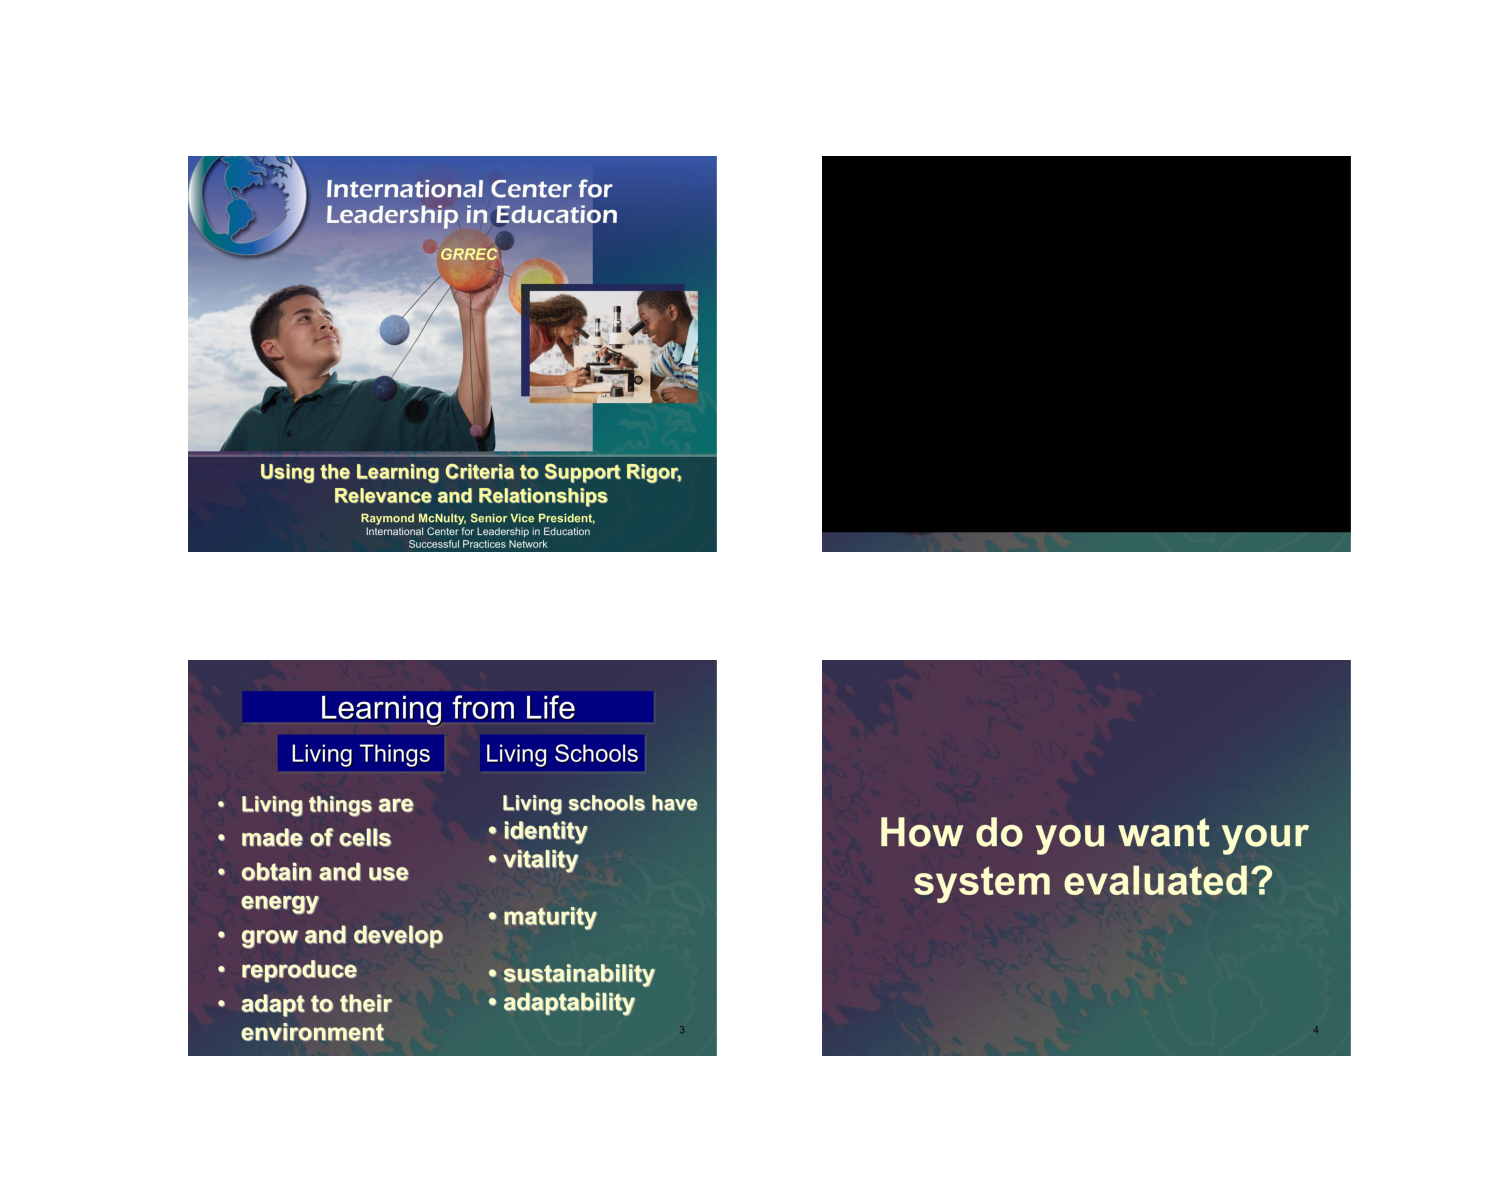 International Center for
Leadership in Education
GRREC
Using the Learning Criteria to Support Rigor,
Relevance and Relationships
Raymond McNulty, Senior Vice President,
International Center for Leadership in Education
Successful Practices Network
Learning from Life
Living Things
Living Schools
• Living things are
• made of cells
• obtain and use
energy
• grow and develop
• reproduce
• adapt to their
environment
Living schools have
• identity
• vitality
• maturity
• sustainability
• adaptability
3
How do you want your
system evaluated?
4